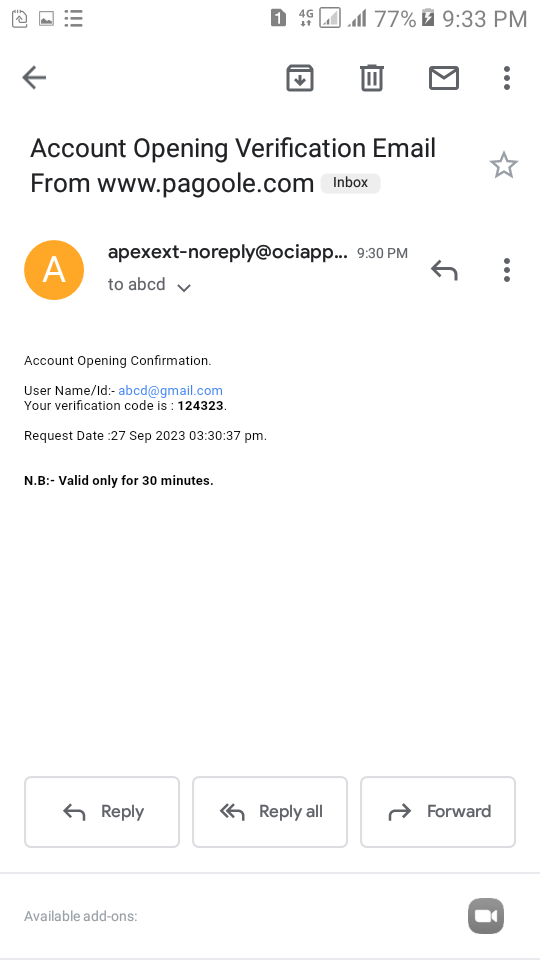 1 4G 77% 9:33 PM
Account Opening Verification Email
From www.pagoole.com Inbox
A
apexext-noreply@ociapp... 9:30 PM
to abcd
Account Opening Confirmation.
User Name/Id:- abcd@gmail.com
Your verification code is : 124323.
Request Date :27 Sep 2023 03:30:37 pm.
N.B:- Valid only for 30 minutes.
Reply Reply all Forward
Available add-ons: